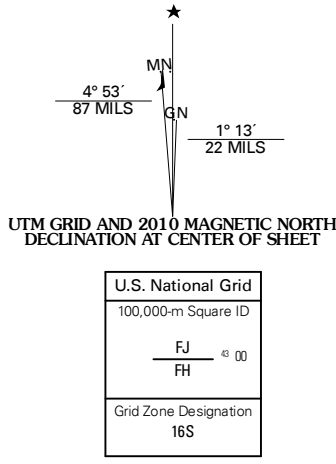 ★
MN
4° 53´
87 MILS
GN
1° 13´
22 MILS
UTM GRID AND 2010 MAGNETIC NORTH
DECLINATION AT CENTER OF SHEET
U.S. National Grid
100,000-m Square ID
FJ
43 00
FH
Grid Zone Designation
16S